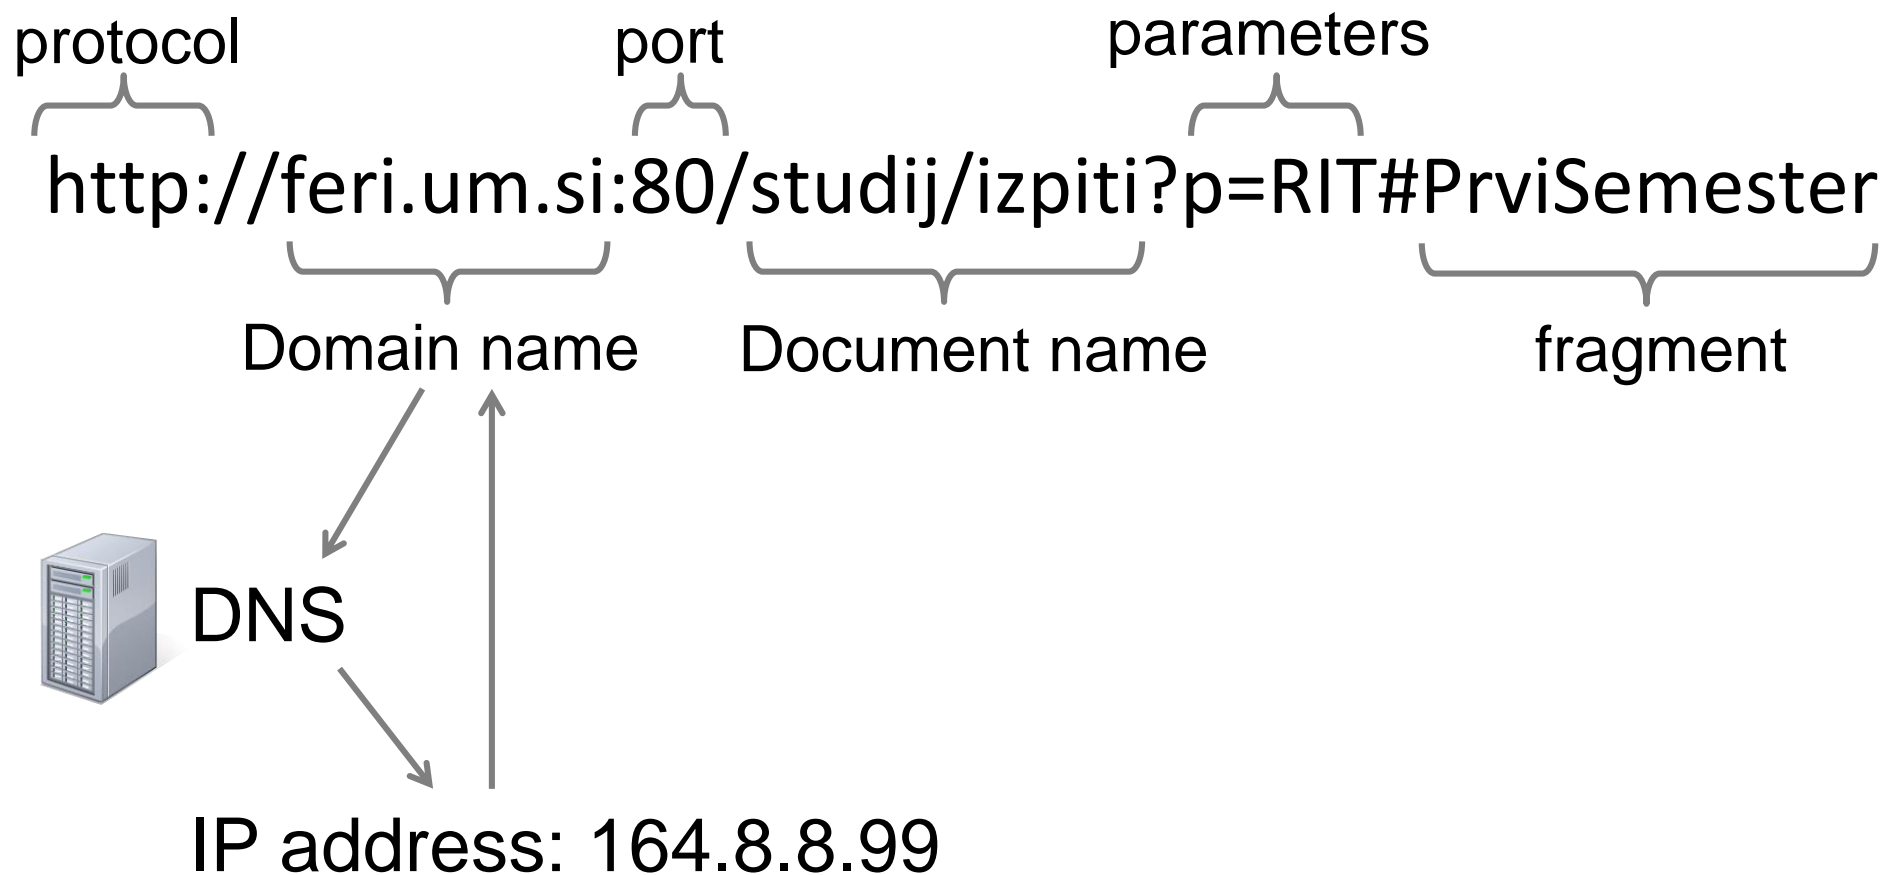 protocol port parameters
http://feri.um.si:80/studij/izpiti?p=RIT#PrviSemester
Domain name Document name fragment
DNS
IP address: 164.8.8.99